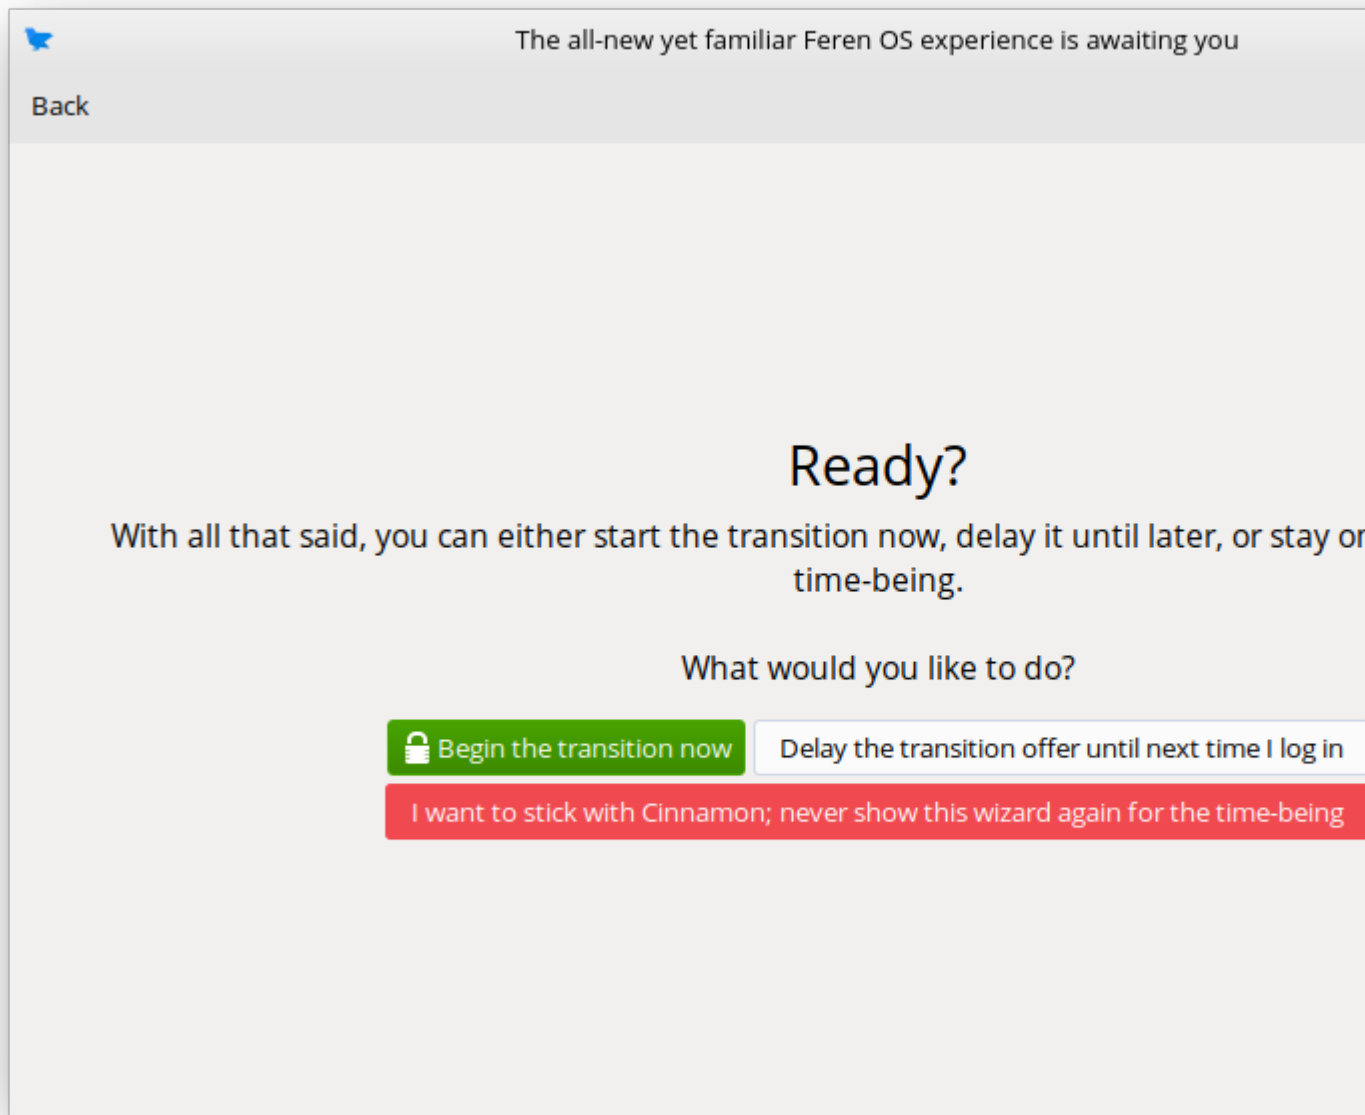 The all-new yet familiar Feren OS experience is awaiting you
Back
Ready?
With all that said, you can either start the transition now, delay it until later, or stay
time-being.
What would you like to do?
Begin the transition now
Delay the transition offer until next time I log in
I want to stick with Cinnamon; never show this wizard again for the time-being